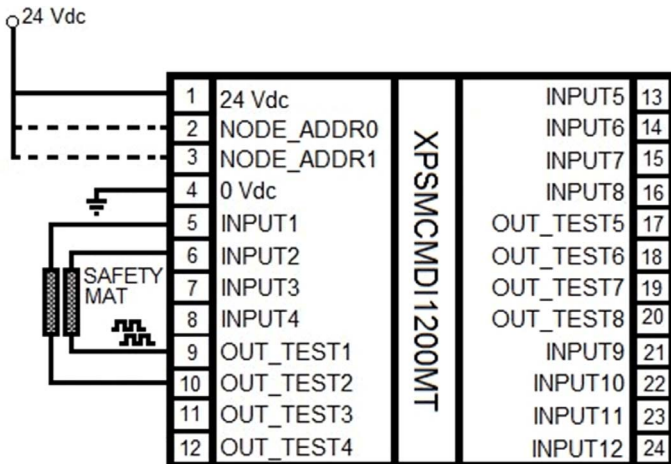 24 Vdc
1 24 Vdc
2 NODE_ADDR0
3 NODE_ADDR1
4 0 Vdc
5 INPUT1
6 INPUT2
7 INPUT3
8 INPUT4
9 OUT_TEST1
10 OUT_TEST2
11 OUT_TEST3
12 OUT_TEST4
SAFETY
MAT
XPSMCMDI1200MT
INPUT5 13
INPUT6 14
INPUT7 15
INPUT8 16
OUT_TEST5 17
OUT_TEST6 18
OUT_TEST7 19
OUT_TEST8 20
INPUT9 21
INPUT10 22
INPUT11 23
INPUT12 24